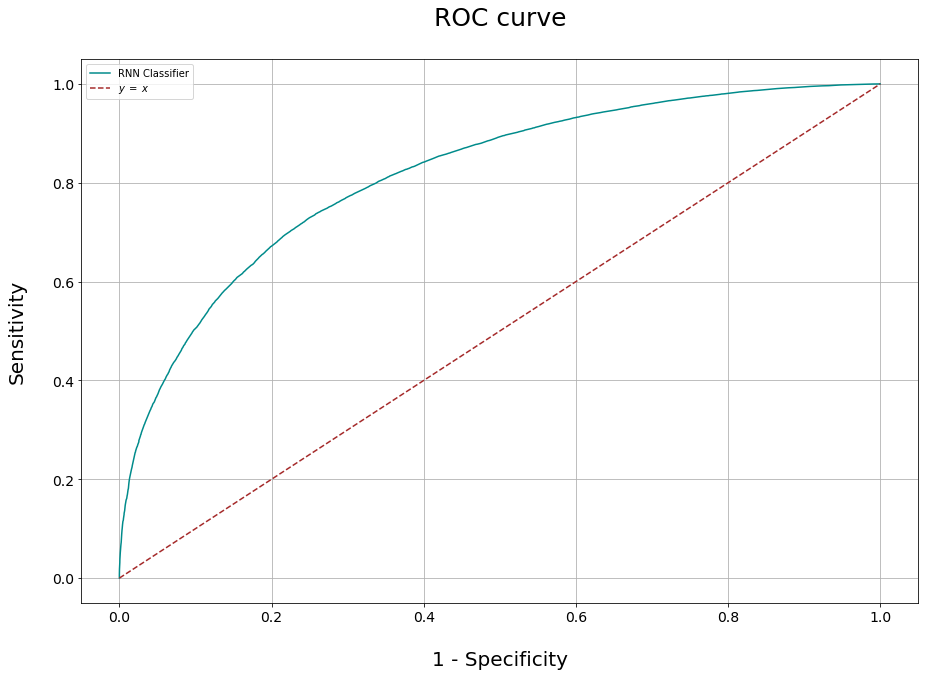 ROC curve
RNN Classifier
y = x
1.0
0.8
0.6
0.4
0.2
0.0
Sensitivity
0.0 0.2 0.4 0.6 0.8 1.0
1 - Specificity